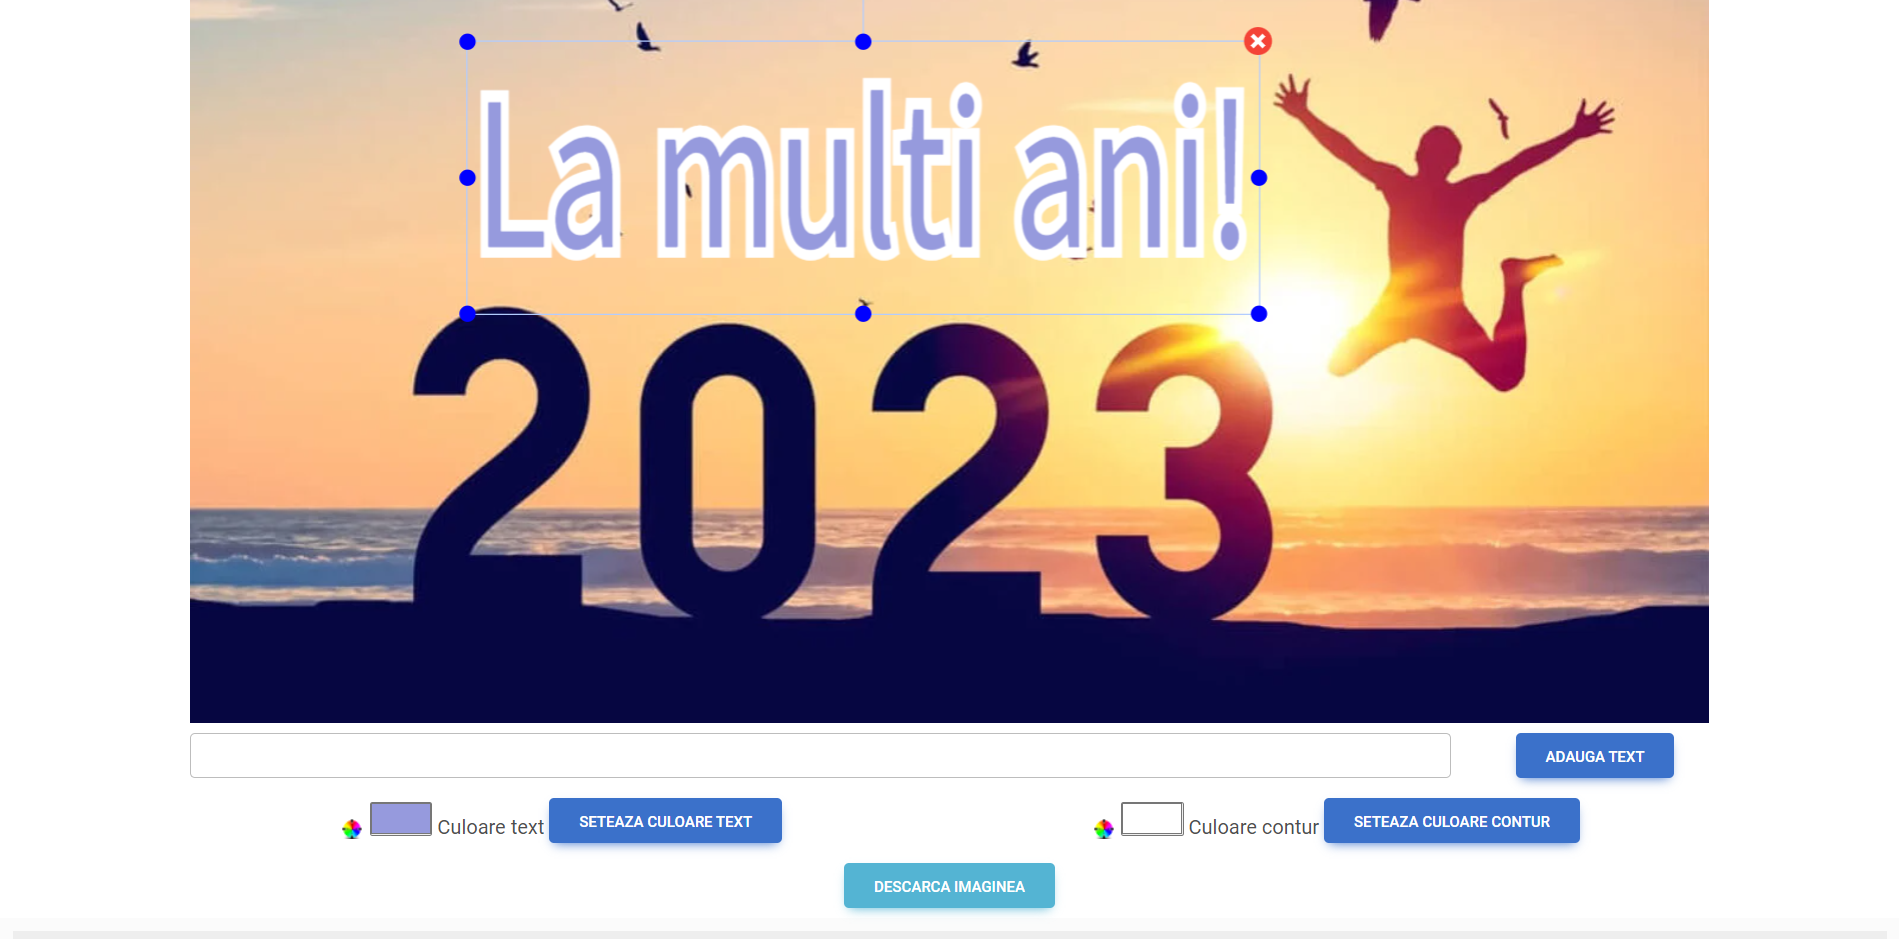 La multi ani!
2023
ADAUGA TEXT
Culoare text SETEAZA CULOARE TEXT
Culoare contur SETEAZA CULOARE CONTUR
DESCARCA IMAGINEA